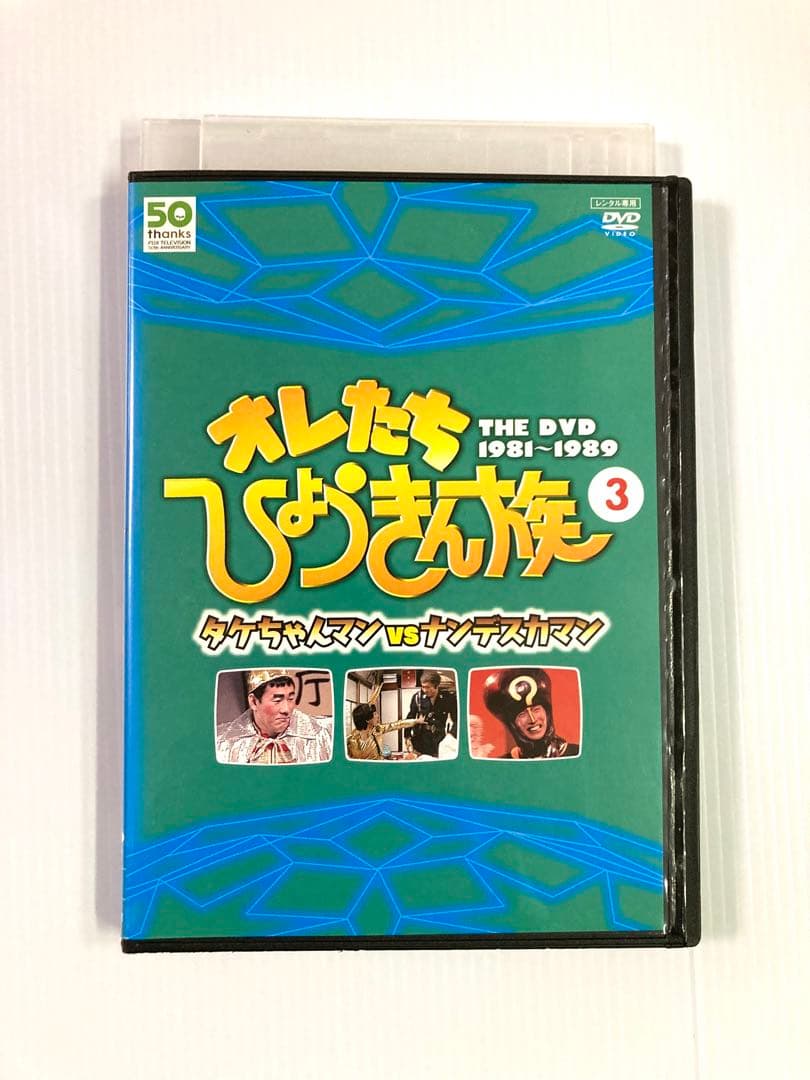 50
thanks
FUJI TELEVISION
50TH ANNIVERSARY
レンタル専用
DVD
VIDEO
オレたち
THE DVD
1981~1989
ひょうきん族
3
タケちゃんマンvsナンデスカマン
庁
?